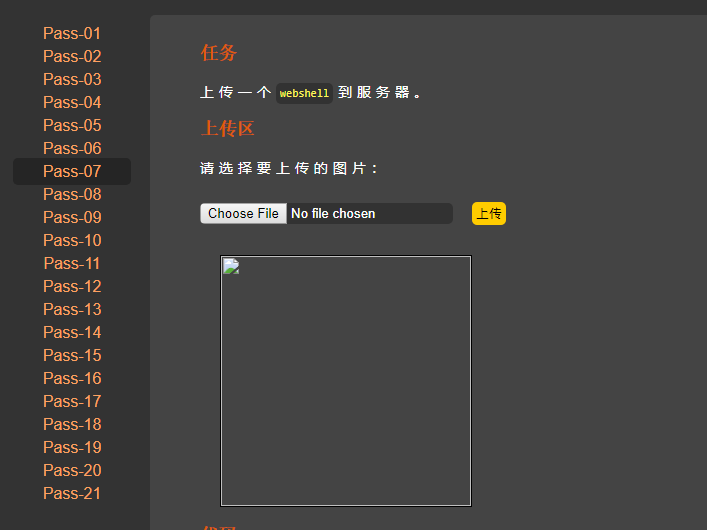 Pass-01
Pass-02
Pass-03
Pass-04
Pass-05
Pass-06
Pass-07
Pass-08
Pass-09
Pass-10
Pass-11
Pass-12
Pass-13
Pass-14
Pass-15
Pass-16
Pass-17
Pass-18
Pass-19
Pass-20
Pass-21
任务
上传一个 webshell 到服务器。
上传区
请选择要上传的图片：
Choose File No file chosen 上传